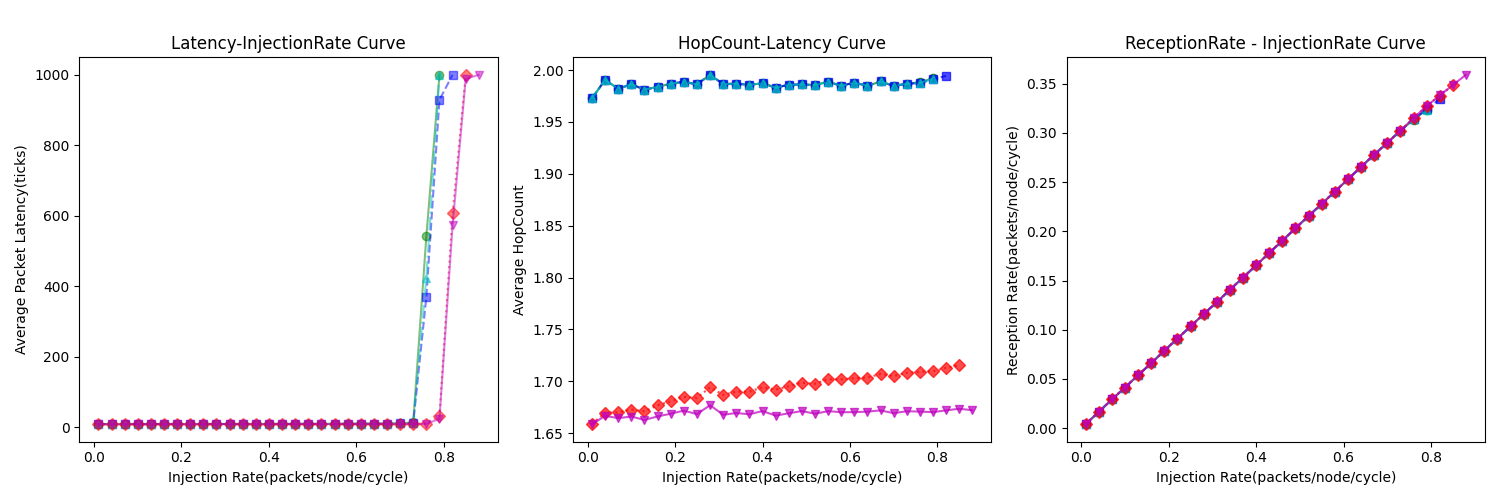 Latency-InjectionRate Curve
Average Packet Latency(ticks)
1000
800
600
400
200
0
0.0 0.2 0.4 0.6 0.8
Injection Rate(packets/node/cycle)
HopCount-Latency Curve
Average HopCount
2.00
1.95
1.90
1.85
1.80
1.75
1.70
1.65
0.0 0.2 0.4 0.6 0.8
Injection Rate(packets/node/cycle)
ReceptionRate - InjectionRate Curve
Reception Rate(packets/node/cycle)
0.35
0.30
0.25
0.20
0.15
0.10
0.05
0.00
0.0 0.2 0.4 0.6 0.8
Injection Rate(packets/node/cycle)